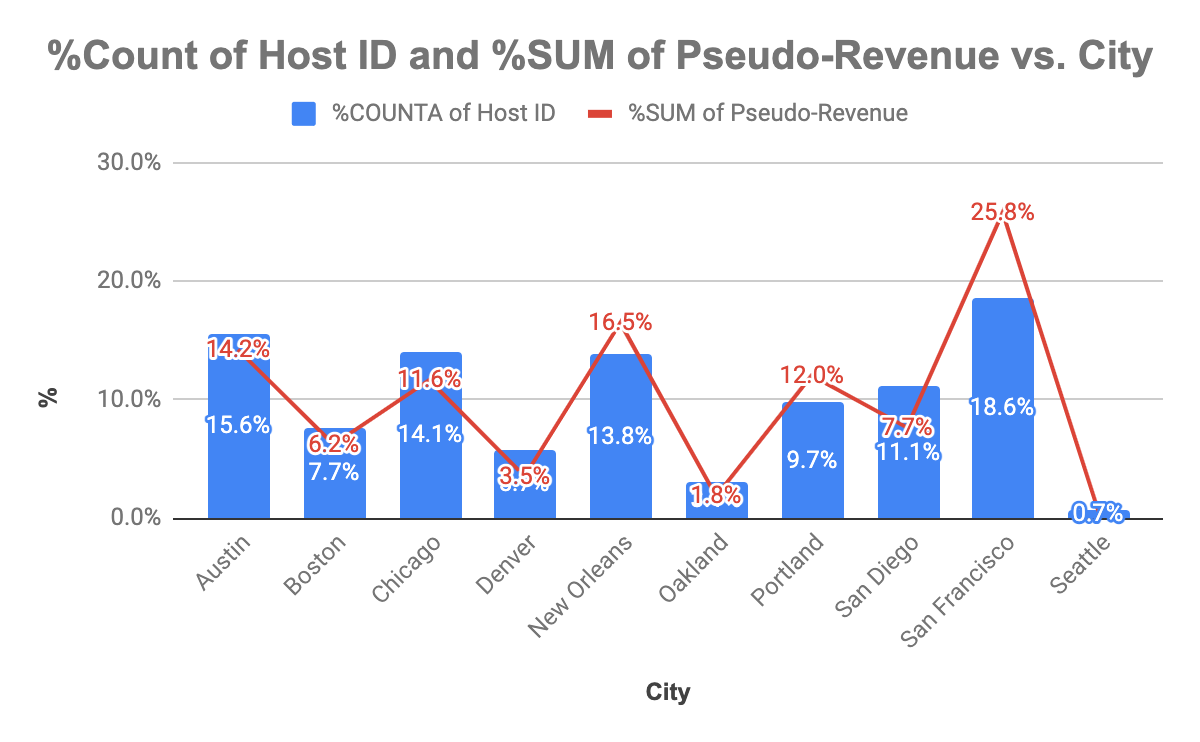 %Count of Host ID and %SUM of Pseudo-Revenue vs. City
%COUNTA of Host ID
%SUM of Pseudo-Revenue
30.0%
20.0%
10.0%
0.0%
%
14.2%
15.6%
6.2%
7.7%
11.6%
14.1%
3.5%
16.5%
13.8%
1.8%
12.0%
9.7%
7.7%
11.1%
25.8%
18.6%
0.7%
Austin
Boston
Chicago
Denver
New Orleans
Oakland
Portland
San Diego
San Francisco
Seattle
City